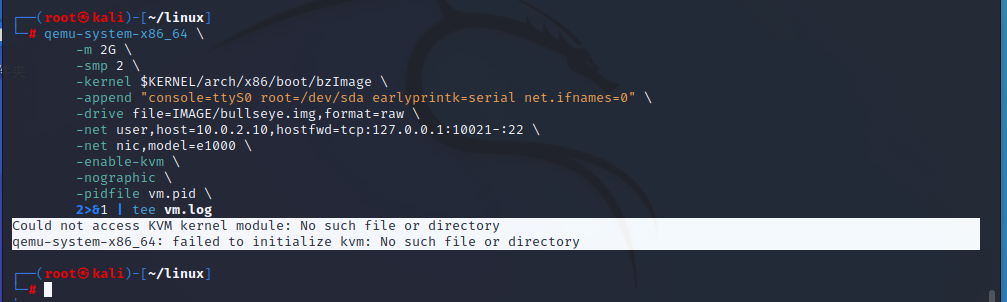 ┌──(root㉿kali)-[~/linux]
└─# qemu-system-x86_64 \
        -m 2G \
        -smp 2 \
        -kernel $KERNEL/arch/x86/boot/bzImage \
        -append "console=ttyS0 root=/dev/sda earlyprintk=serial net.ifnames=0" \
        -drive file=IMAGE/bullseye.img,format=raw \
        -net user,host=10.0.2.10,hostfwd=tcp:127.0.0.1:10021-:22 \
        -net nic,model=e1000 \
        -enable-kvm \
        -nographic \
        -pidfile vm.pid \
        2>&1 | tee vm.log
Could not access KVM kernel module: No such file or directory
qemu-system-x86_64: failed to initialize kvm: No such file or directory
┌──(root㉿kali)-[~/linux]
└─#